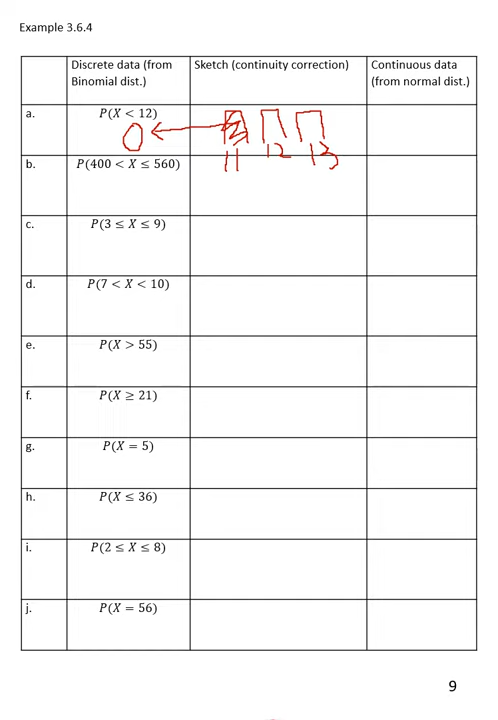 Example 3.6.4
Discrete data (from Binomial dist.)
Sketch (continuity correction)
Continuous data (from normal dist.)
a.
P(X < 12)
0
11 12 13
b.
P(400 < X ≤ 560)
c.
P(3 ≤ X ≤ 9)
d.
P(7 < X < 10)
e.
P(X > 55)
f.
P(X ≥ 21)
g.
P(X = 5)
h.
P(X ≤ 36)
i.
P(2 ≤ X ≤ 8)
j.
P(X = 56)
9